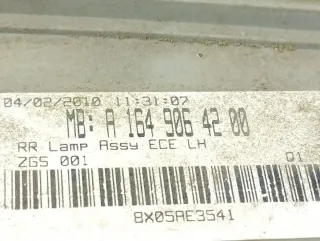 04/02/2010 11:31:07
MB: A 164 906 42 00
RR Lamp Assy ECE LH
ZGS 001 Q1
8X05AE3541